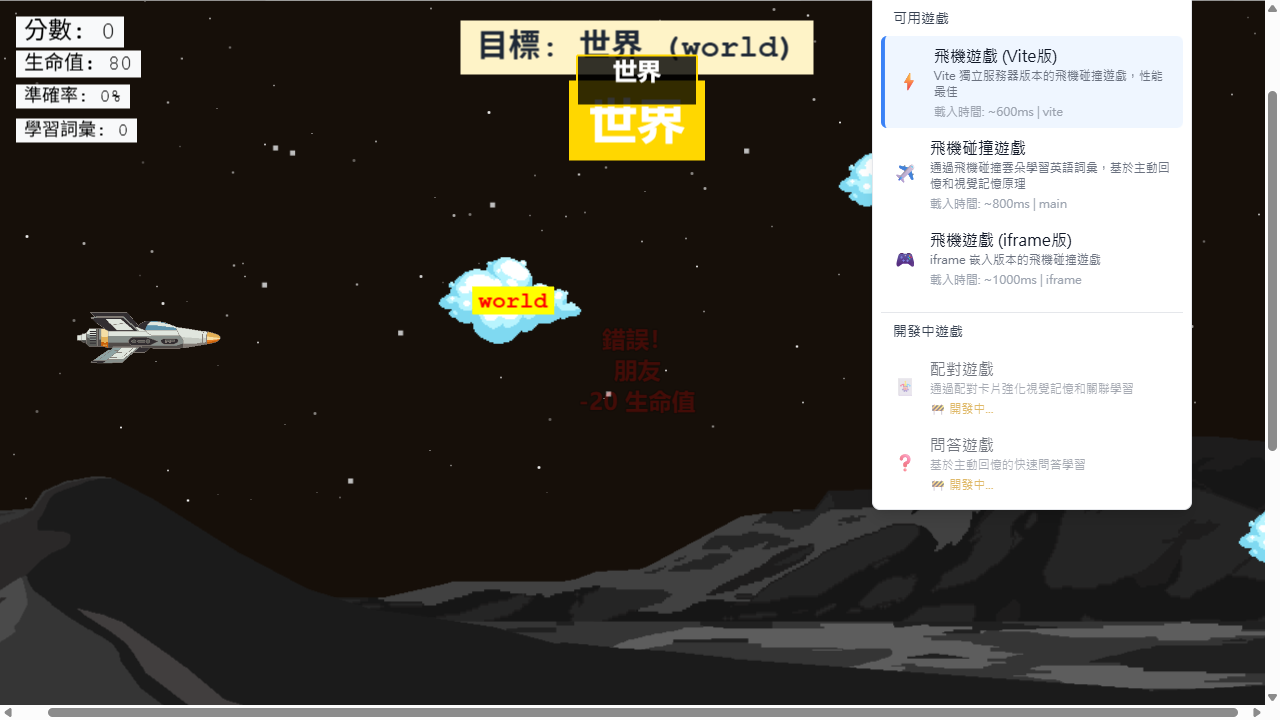 分數: 0
生命值: 80
準確率: 0%
學習詞彙: 0
目標: 世界 (world)
世界
世界
world
錯誤!
朋友
-20 生命值
可用遊戲
飛機遊戲 (Vite版)
Vite 獨立服務器版本的飛機碰撞遊戲，性能
最佳
載入時間: ~600ms | vite
飛機碰撞遊戲
通過飛機碰撞雲朵學習英語詞彙，基於主動回
憶和視覺記憶原理
載入時間: ~800ms | main
飛機遊戲 (iframe版)
iframe 嵌入版本的飛機碰撞遊戲
載入時間: ~1000ms | iframe
開發中遊戲
配對遊戲
通過配對卡片強化視覺記憶和關聯學習
開發中...
問答遊戲
基於主動回憶的快速問答學習
開發中...